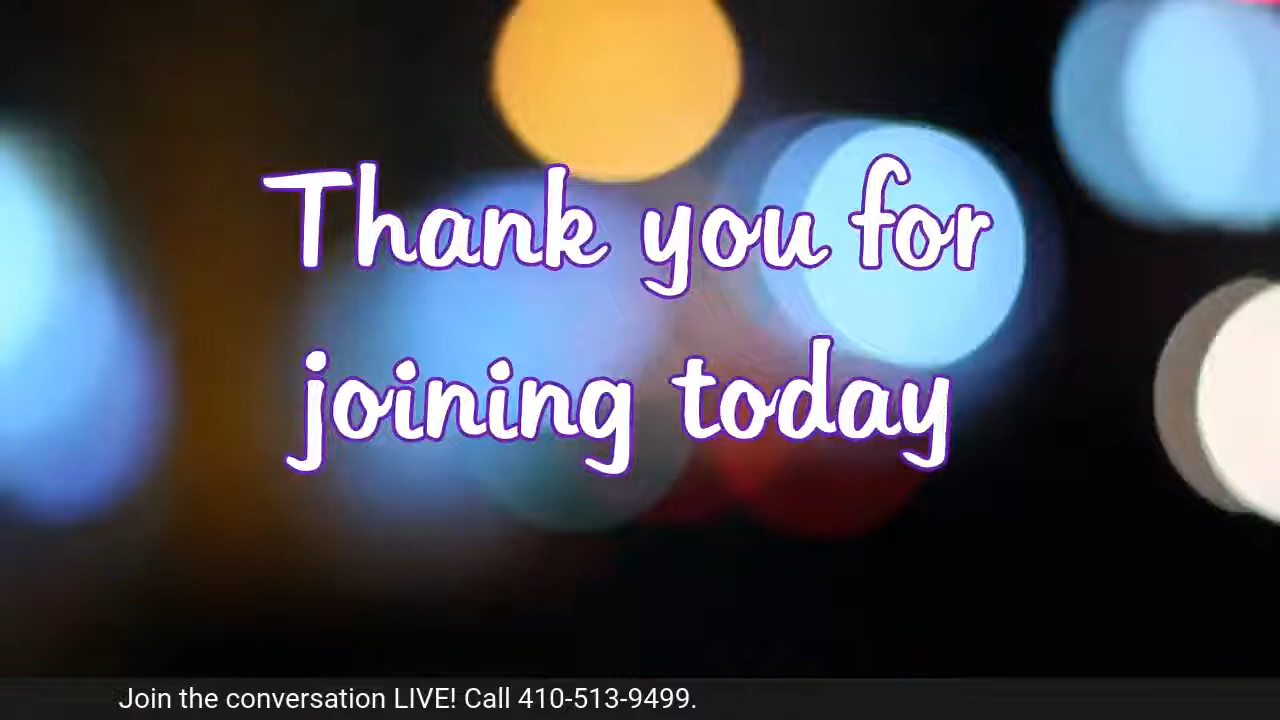 Thank you for
joining today
Join the conversation LIVE! Call 410-513-9499.